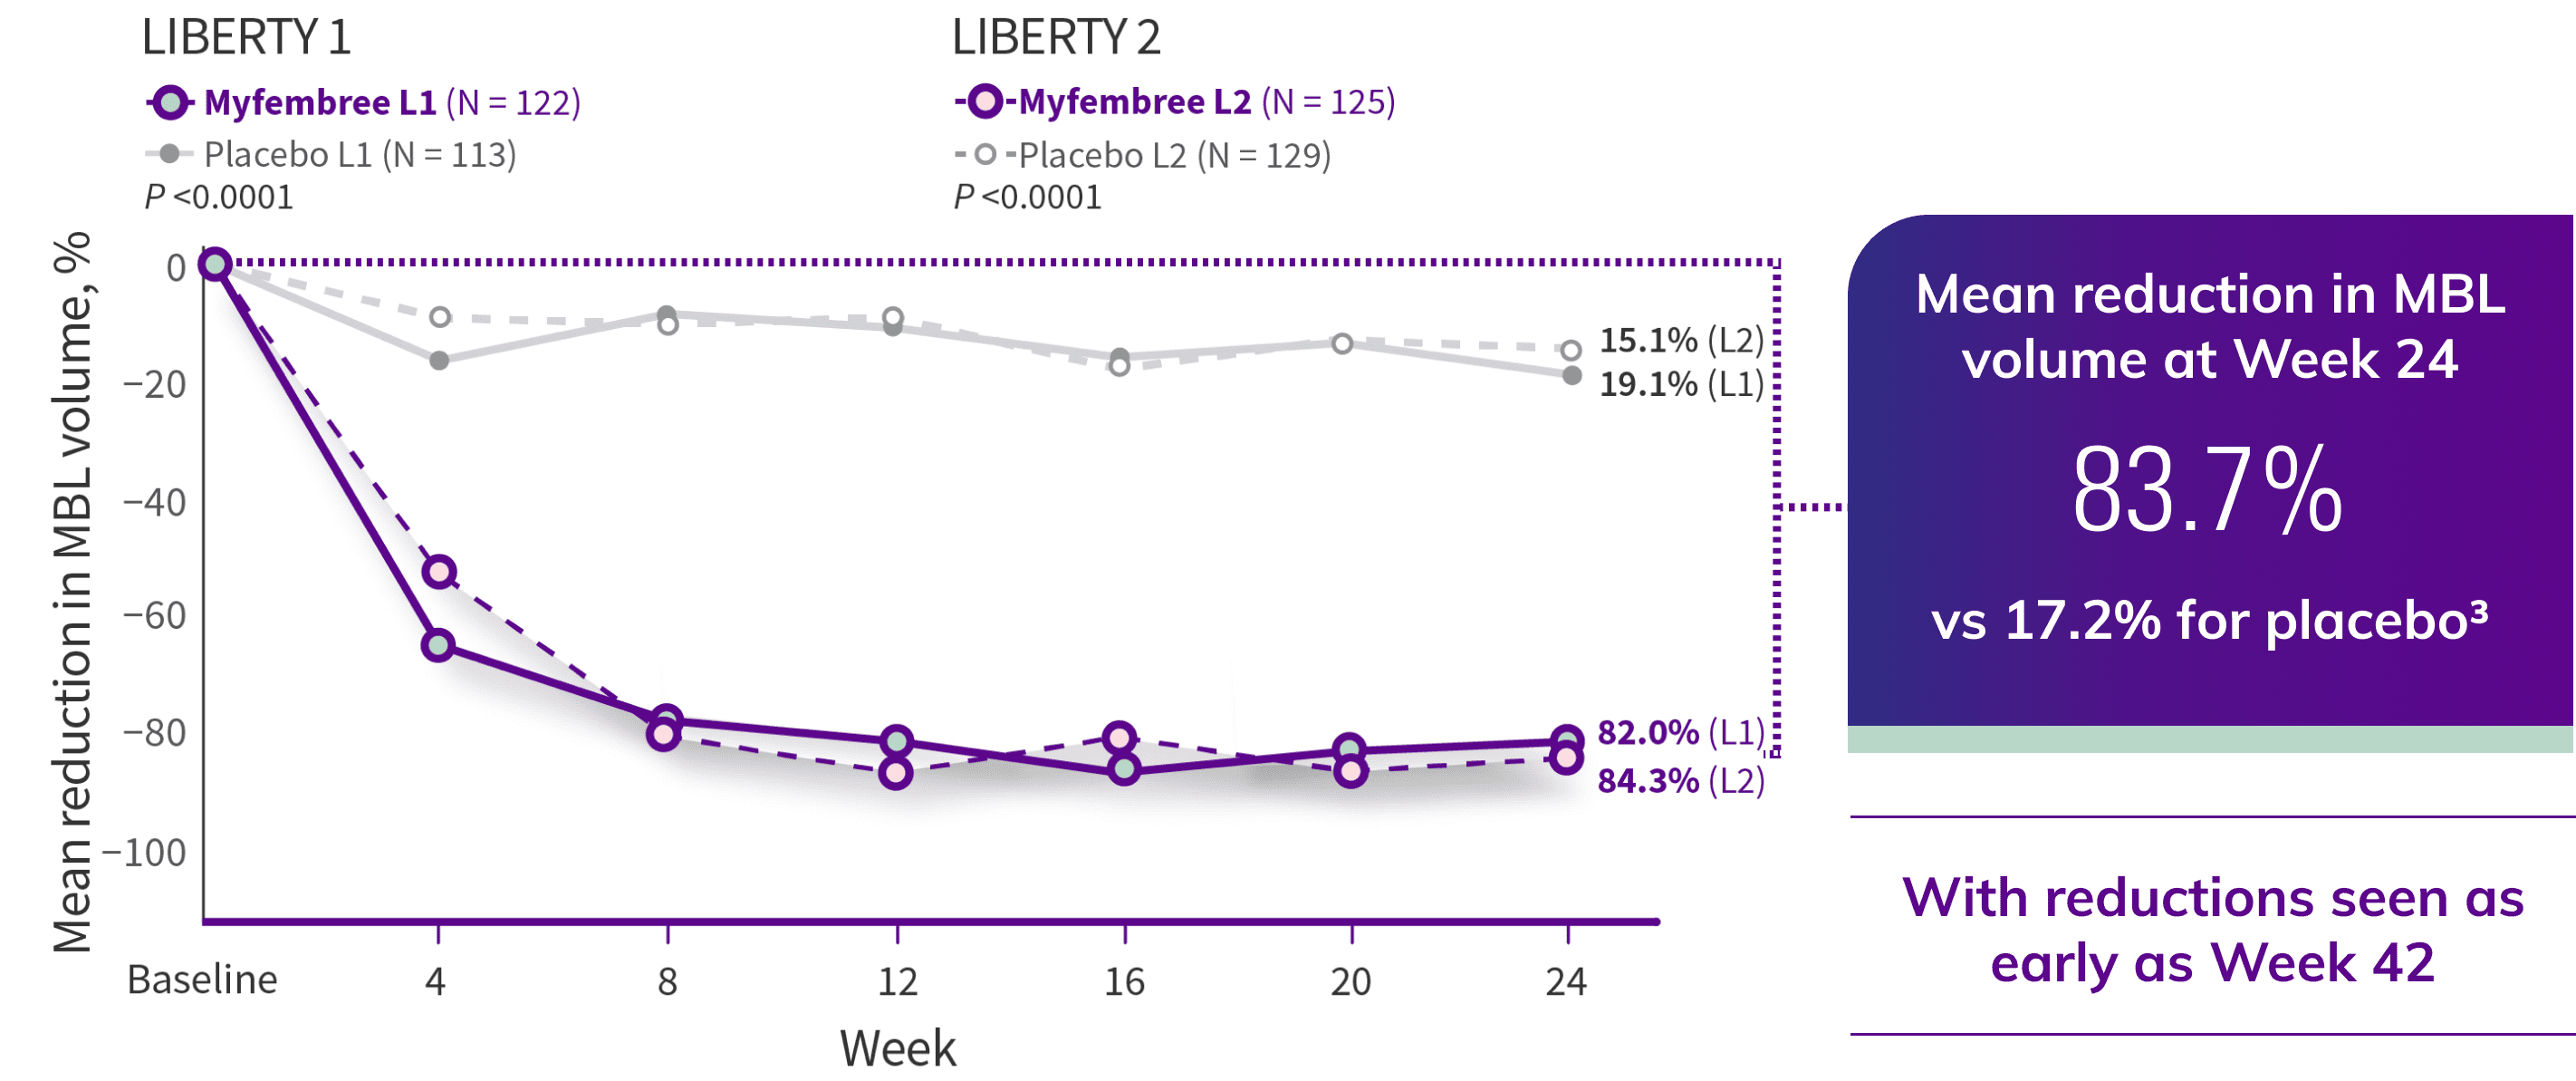 LIBERTY 1
Myfembree L1 (N = 122)
Placebo L1 (N = 113)
P <0.0001
LIBERTY 2
Myfembree L2 (N = 125)
Placebo L2 (N = 129)
P <0.0001
Mean reduction in MBL volume, %
0
−20
−40
−60
−80
−100
15.1% (L2)
19.1% (L1)
82.0% (L1)
84.3% (L2)
Baseline
4
8
12
16
20
24
Week
Mean reduction in MBL
volume at Week 24
83.7%
vs 17.2% for placebo³
With reductions seen as
early as Week 42